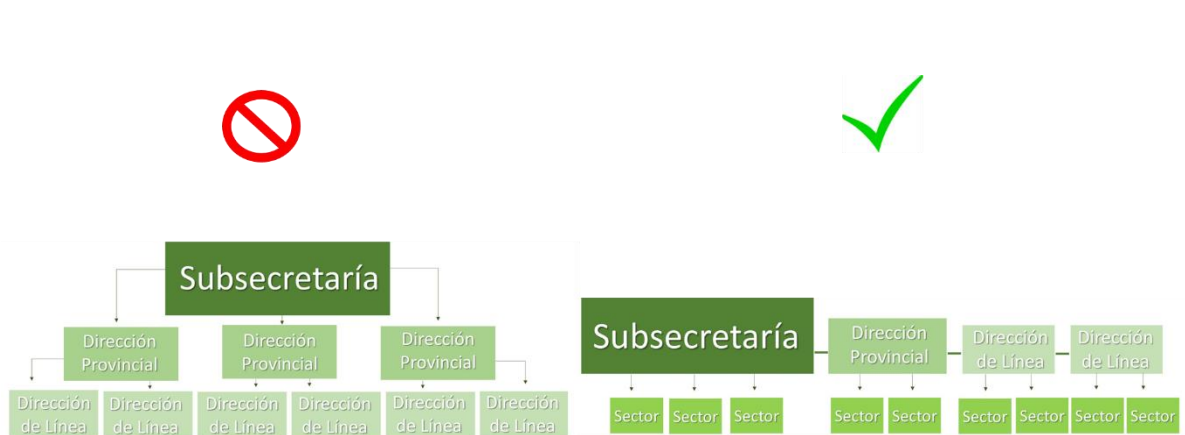 Subsecretaría
Dirección
Provincial
Dirección
Provincial
Dirección
Provincial
Dirección
de Línea
Dirección
de Línea
Dirección
de Línea
Dirección
de Línea
Dirección
de Línea
Dirección
de Línea
Subsecretaría
Dirección
Provincial
Dirección
de Línea
Dirección
de Línea
Sector
Sector
Sector
Sector
Sector
Sector
Sector
Sector
Sector